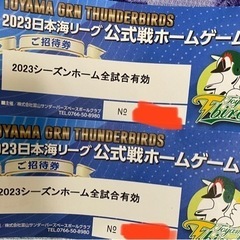 TOYAMA GRN THUNDERBIRDS
2023日本海リーグ 公式戦ホームゲーム
ご招待券
2023シーズンホーム全試合有効
主催:株式会社富山サンダーバーズベースボールクラブ
TEL.0766-50-8980
№
TOYAMA GRN THUNDERBIRDS
2023日本海リーグ 公式戦ホームゲーム
ご招待券
2023シーズンホーム全試合有効
主催:株式会社富山サンダーバーズベースボールクラブ
TEL.0766-50-8980
№